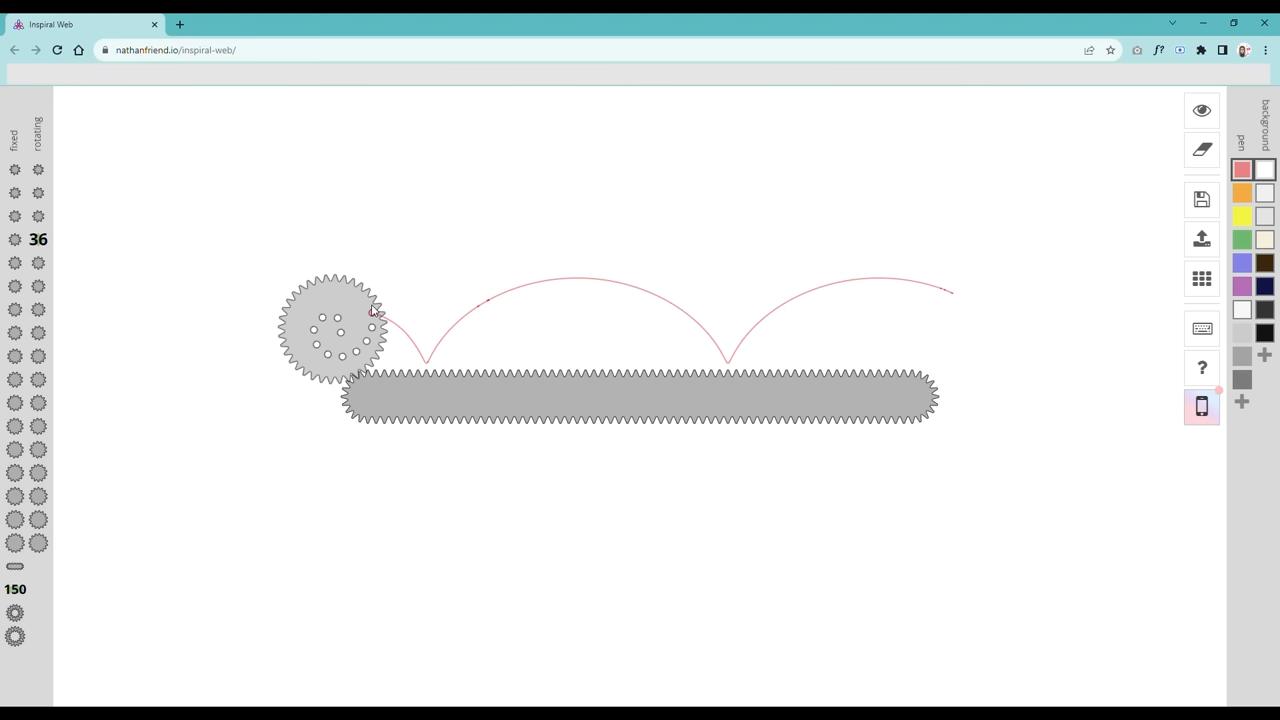 Inspiral Web
nathanfriend.io/inspiral-web/
f?
fixed
rotating
36
150
?
pen
background